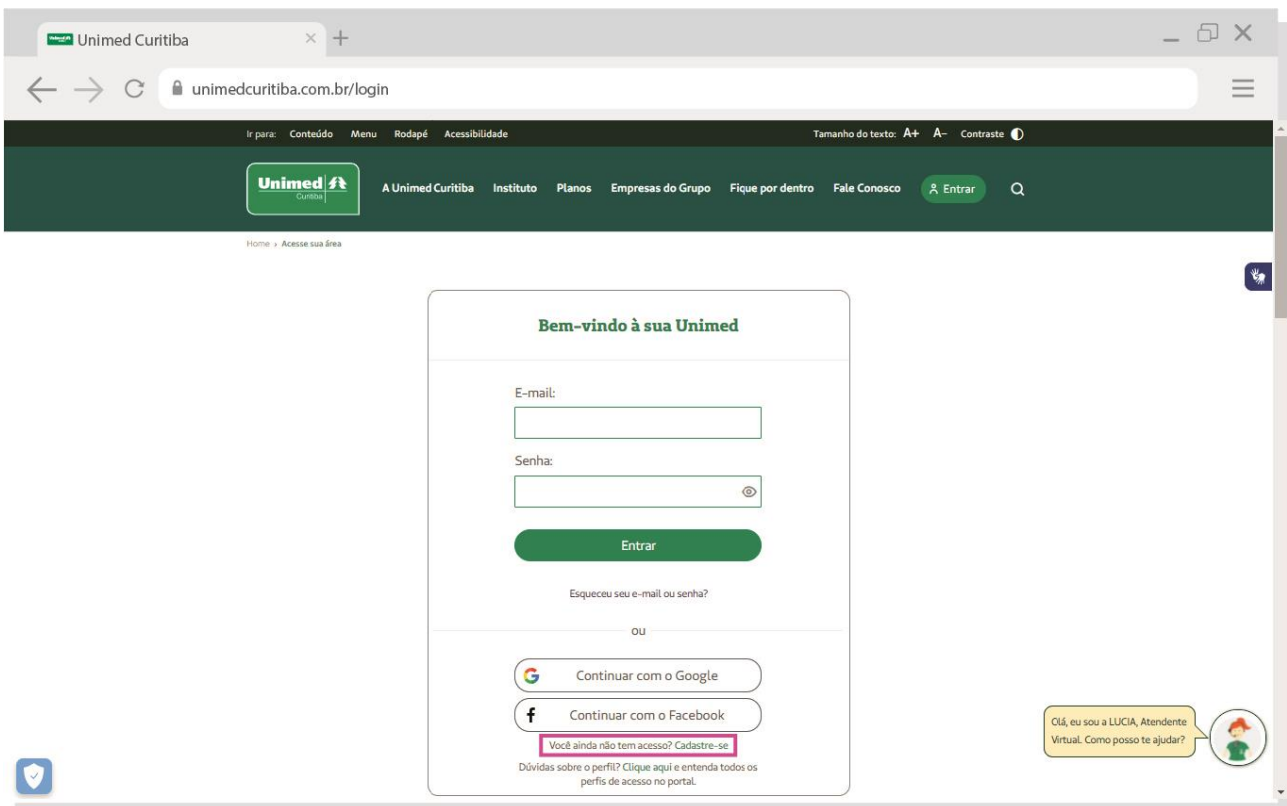 Unimed Curitiba
unimedcuritiba.com.br/login
Ir para: Conteúdo Menu Rodapé Acessibilidade Tamanho do texto: A+ A- Contraste
Unimed
Curitiba
A Unimed Curitiba Instituto Planos Empresas do Grupo Fique por dentro Fale Conosco Entrar
Home › Acesse sua área
Bem-vindo à sua Unimed
E-mail:
Senha:
Entrar
Esqueceu seu e-mail ou senha?
ou
Continuar com o Google
Continuar com o Facebook
Você ainda não tem acesso? Cadastre-se
Dúvidas sobre o perfil? Clique aqui e entenda todos os
perfis de acesso no portal.
Olá, eu sou a LUCIA, Atendente
Virtual. Como posso te ajudar?